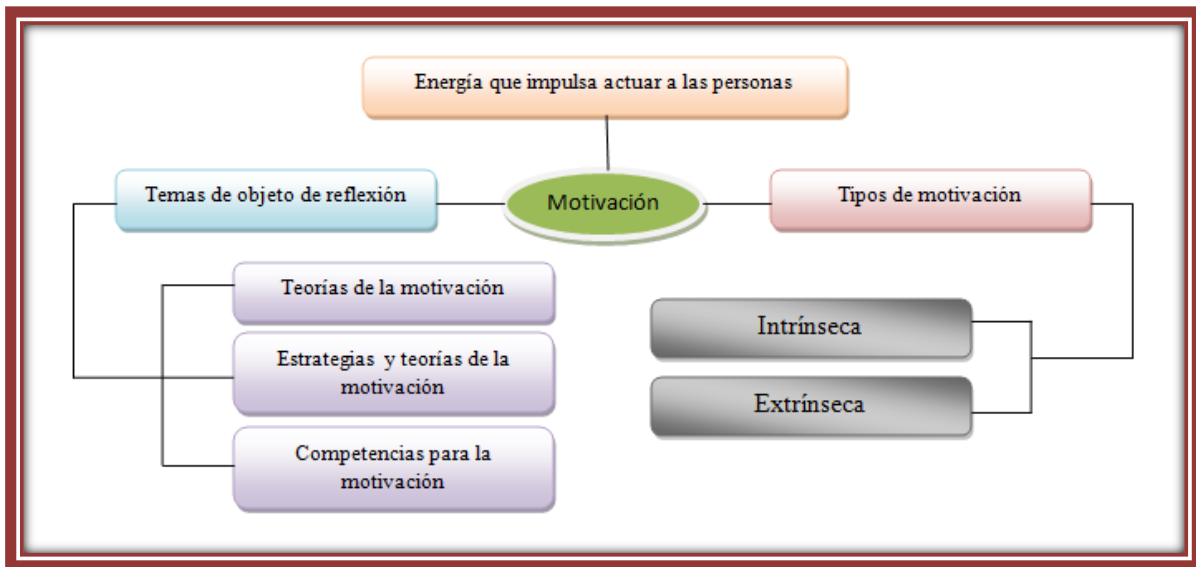 Energía que impulsa actuar a las personas
Temas de objeto de reflexión
Motivación
Tipos de motivación
Teorías de la motivación
Estrategias y teorías de la
motivación
Competencias para la
motivación
Intrínseca
Extrínseca